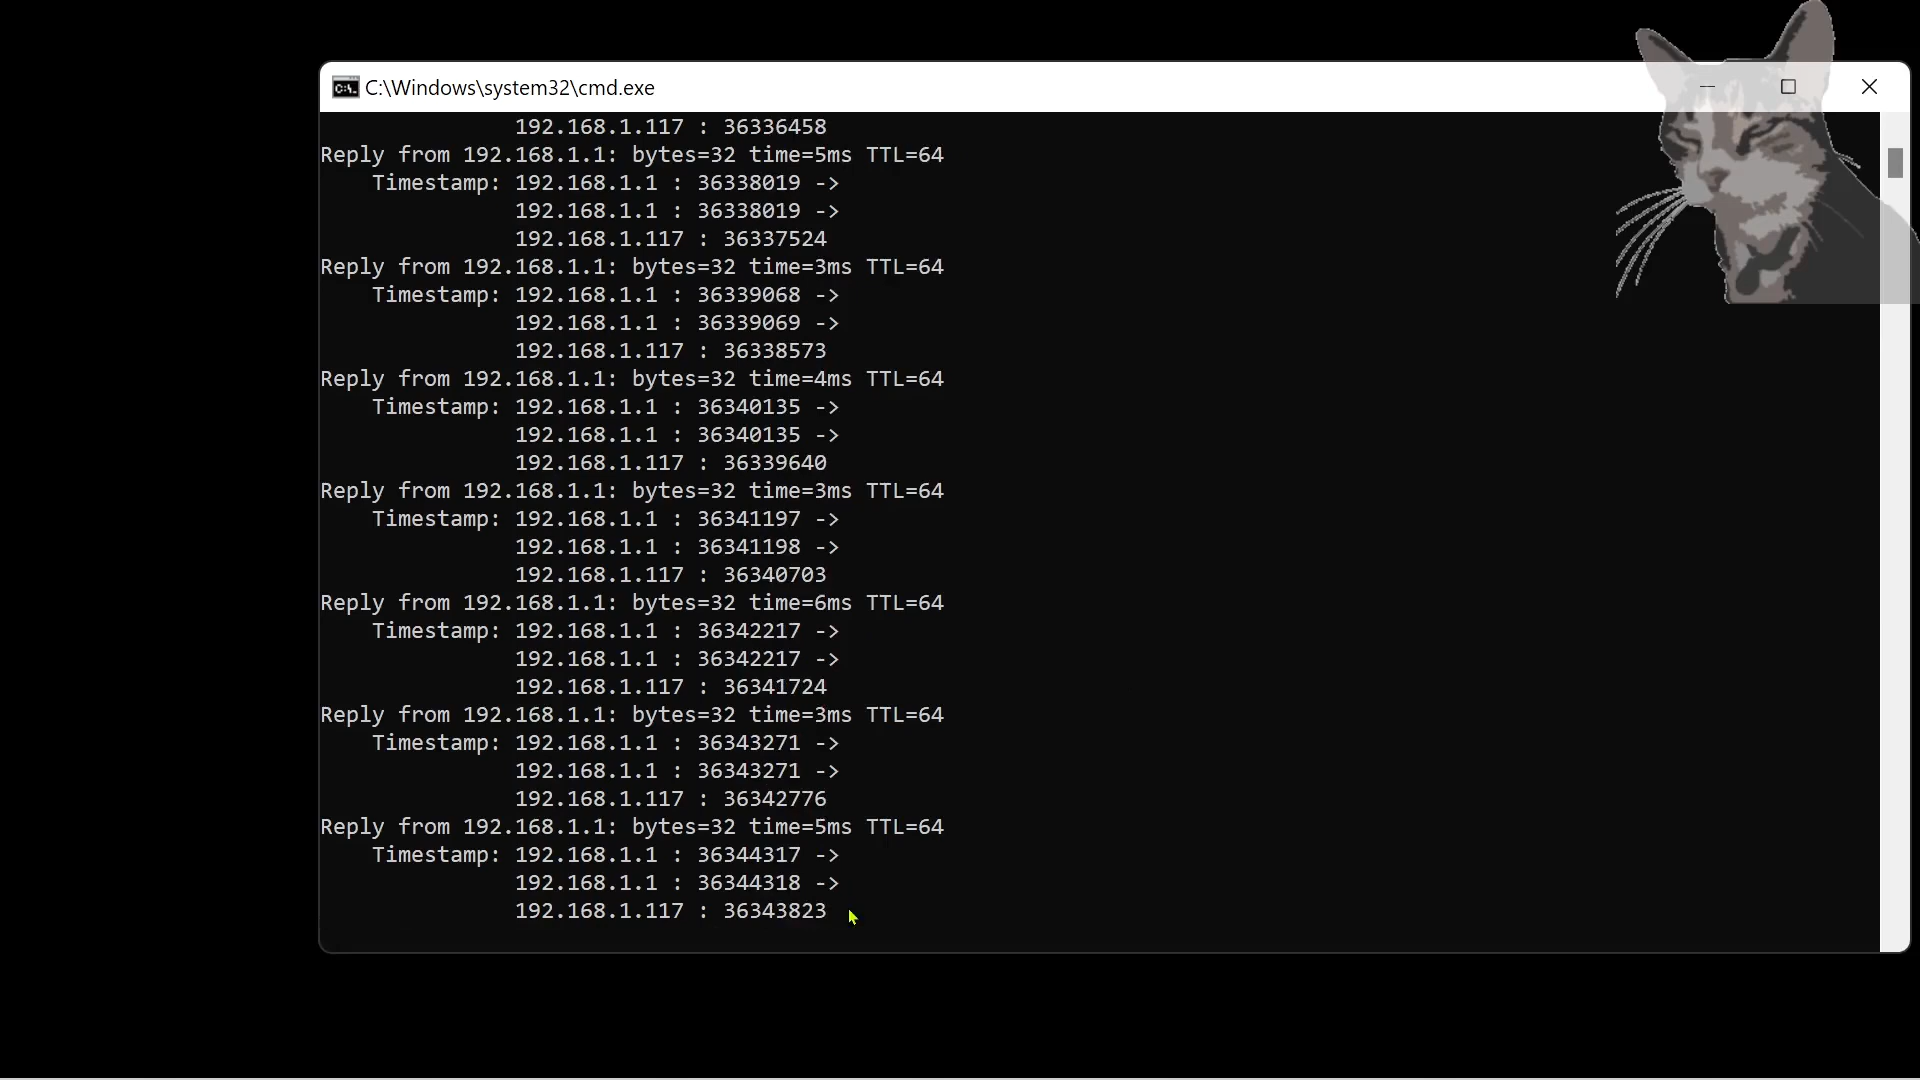 C:\Windows\system32\cmd.exe
192.168.1.117 : 36336458
Reply from 192.168.1.1: bytes=32 time=5ms TTL=64
Timestamp: 192.168.1.1 : 36338019 ->
192.168.1.1 : 36338019 ->
192.168.1.117 : 36337524
Reply from 192.168.1.1: bytes=32 time=3ms TTL=64
Timestamp: 192.168.1.1 : 36339068 ->
192.168.1.1 : 36339069 ->
192.168.1.117 : 36338573
Reply from 192.168.1.1: bytes=32 time=4ms TTL=64
Timestamp: 192.168.1.1 : 36340135 ->
192.168.1.1 : 36340135 ->
192.168.1.117 : 36339640
Reply from 192.168.1.1: bytes=32 time=3ms TTL=64
Timestamp: 192.168.1.1 : 36341197 ->
192.168.1.1 : 36341198 ->
192.168.1.117 : 36340703
Reply from 192.168.1.1: bytes=32 time=6ms TTL=64
Timestamp: 192.168.1.1 : 36342217 ->
192.168.1.1 : 36342217 ->
192.168.1.117 : 36341724
Reply from 192.168.1.1: bytes=32 time=3ms TTL=64
Timestamp: 192.168.1.1 : 36343271 ->
192.168.1.1 : 36343271 ->
192.168.1.117 : 36342776
Reply from 192.168.1.1: bytes=32 time=5ms TTL=64
Timestamp: 192.168.1.1 : 36344317 ->
192.168.1.1 : 36344318 ->
192.168.1.117 : 36343823